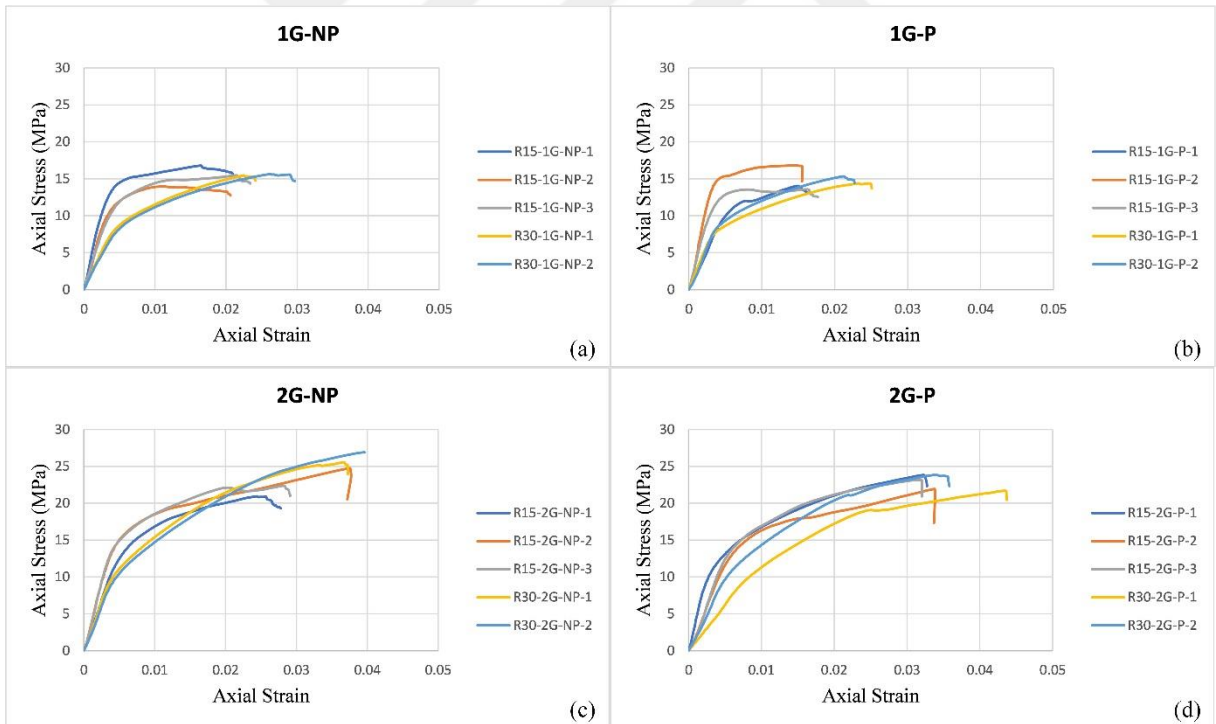 1G-NP
Axial Stress (MPa)
30
25
20
15
10
5
0
0 0.01 0.02 0.03 0.04 0.05
Axial Strain
R15-1G-NP-1
R15-1G-NP-2
R15-1G-NP-3
R30-1G-NP-1
R30-1G-NP-2
(a)
1G-P
Axial Stress (MPa)
30
25
20
15
10
5
0
0 0.01 0.02 0.03 0.04 0.05
Axial Strain
R15-1G-P-1
R15-1G-P-2
R15-1G-P-3
R30-1G-P-1
R30-1G-P-2
(b)
2G-NP
Axial Stress (MPa)
30
25
20
15
10
5
0
0 0.01 0.02 0.03 0.04 0.05
Axial Strain
R15-2G-NP-1
R15-2G-NP-2
R15-2G-NP-3
R30-2G-NP-1
R30-2G-NP-2
(c)
2G-P
Axial Stress (MPa)
30
25
20
15
10
5
0
0 0.01 0.02 0.03 0.04 0.05
Axial Strain
R15-2G-P-1
R15-2G-P-2
R15-2G-P-3
R30-2G-P-1
R30-2G-P-2
(d)